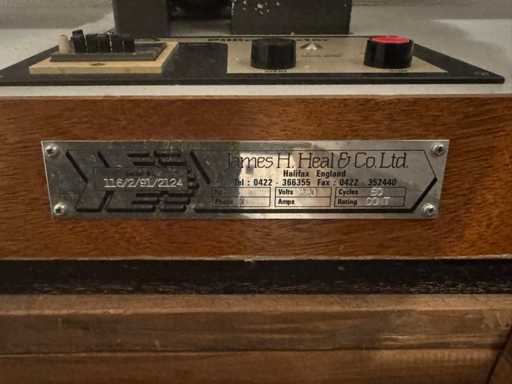 James H. Heal & Co. Ltd.
Halifax England
116/2/91/2124
Tel : 0422 - 366355 Fax : 0422 - 352440
Volts Cycles 50
Phase Amps Rating CONT